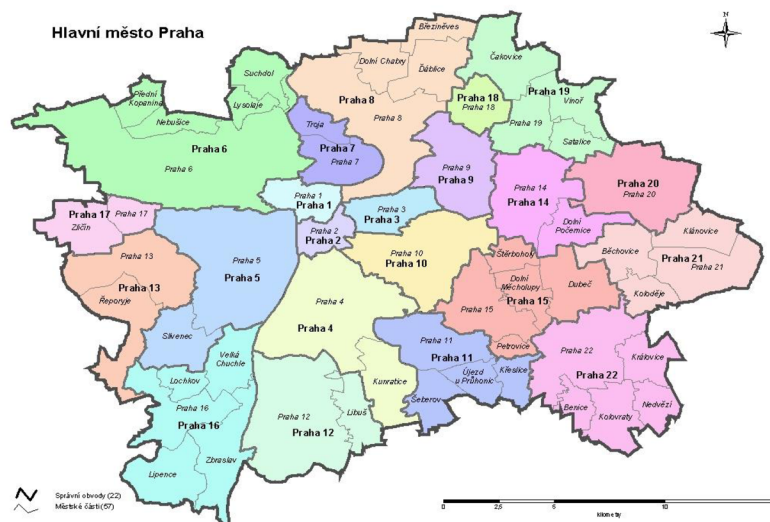 Hlavní město Praha
N
Březiněves
Dolní Chabry
Ďáblice
Čakovice
Suchdol
Přední
Kopanina
Lysolaje
Nebušice
Praha 8
Praha 8
Praha 18
Praha 18
Praha 19
Vinoř
Praha 19
Satalice
Troja
Praha 7
Praha 7
Praha 6
Praha 6
Praha 9
Praha 9
Praha 14
Praha 14
Praha 20
Praha 20
Praha 1
Praha 1
Praha 3
Praha 3
Praha 2
Praha 2
Praha 17
Praha 17
Zličín
Dolní
Počernice
Klánovice
Běchovice
Praha 21
Praha 21
Koloděje
Praha 13
Praha 13
Řeporyje
Praha 5
Praha 5
Slivenec
Praha 10
Praha 10
Štěrboholy
Dolní
Měcholupy
Dubeč
Praha 15
Praha 15
Petrovice
Praha 4
Praha 4
Kunratice
Praha 11
Praha 11
Újezd
u Průhonic
Křeslice
Šeberov
Praha 22
Praha 22
Královice
Nedvězí
Benice
Kolovraty
Velká
Chuchle
Lochkov
Praha 16
Praha 16
Lipence
Zbraslav
Praha 12
Praha 12
Libuš
Správní obvody (22)
Městské části (57)
0 2,5 5 10
kilometry